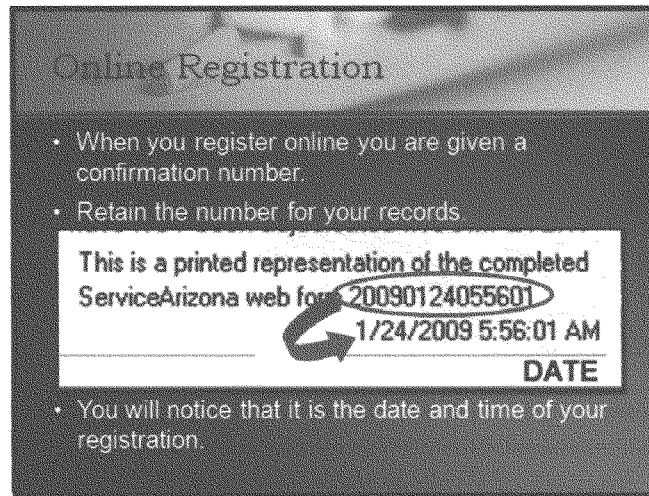 Online Registration
• When you register online you are given a
confirmation number.
• Retain the number for your records.
This is a printed representation of the completed
ServiceArizona web form 20090124055601
1/24/2009 5:56:01 AM
DATE
• You will notice that it is the date and time of your
registration.